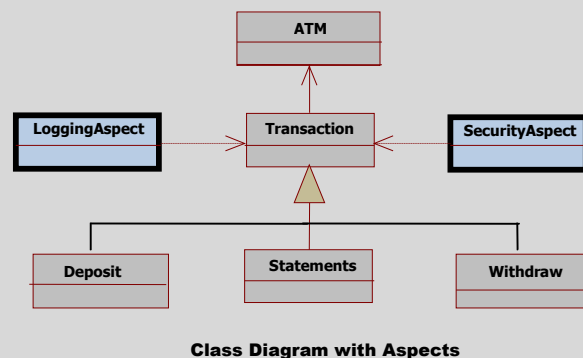 ATM
LoggingAspect
Transaction
SecurityAspect
Deposit
Statements
Withdraw
Class Diagram with Aspects